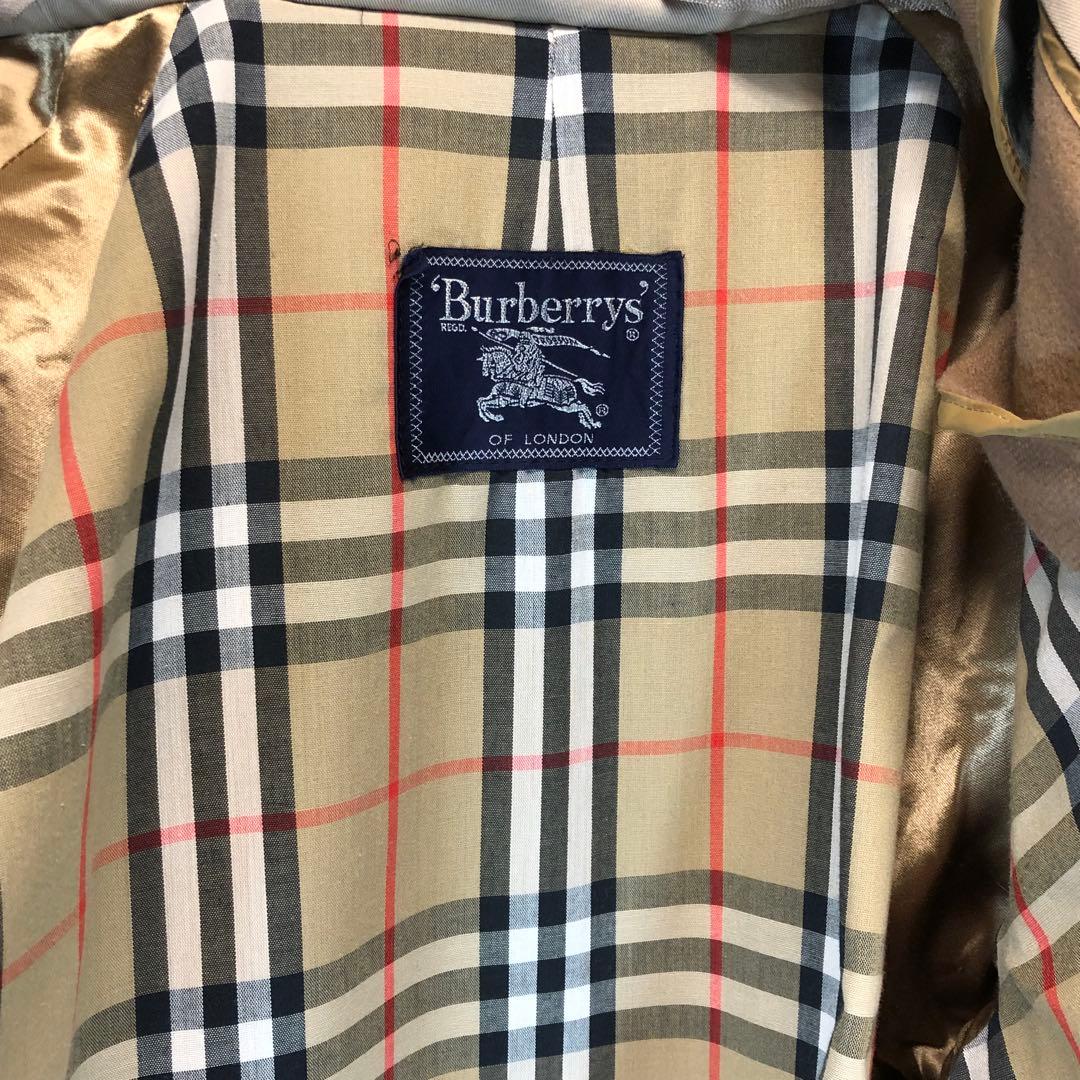 'Burberrys'
REGD. ®
®
OF LONDON